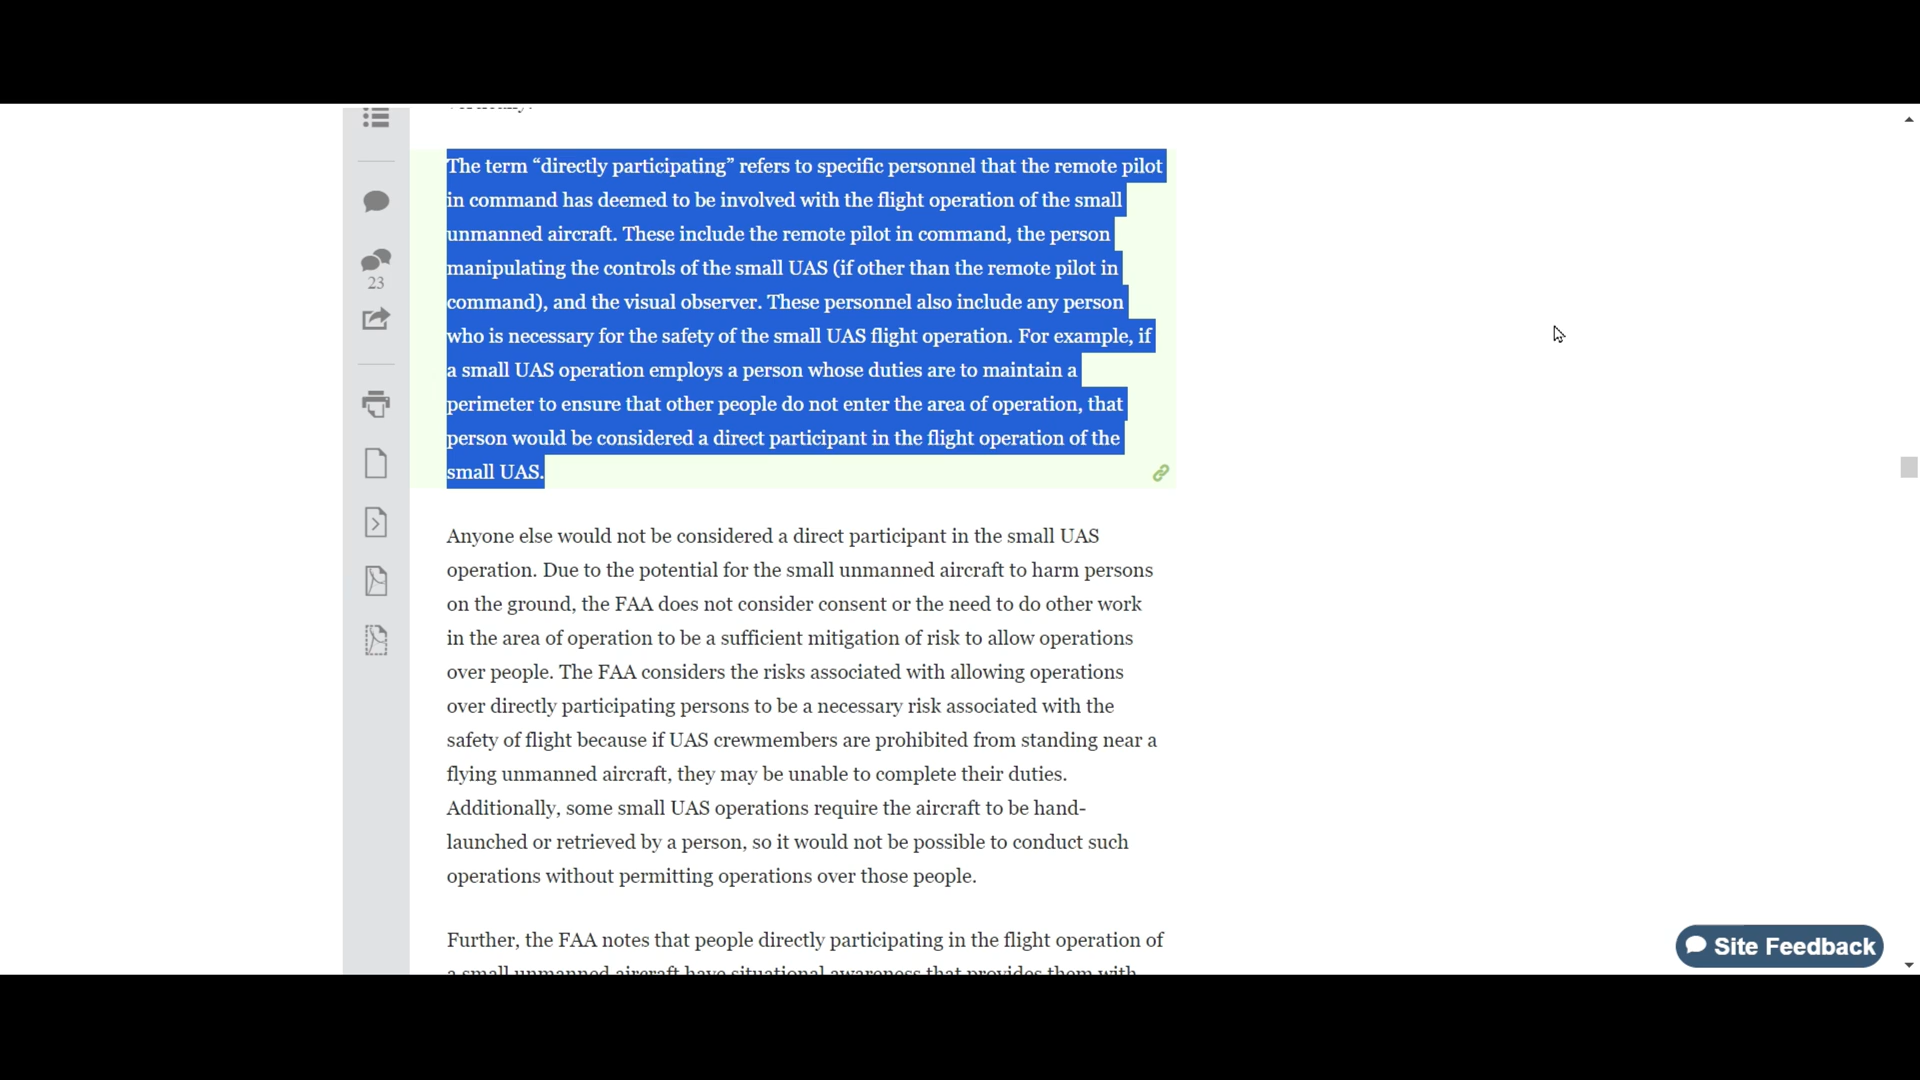 The term “directly participating” refers to specific personnel that the remote pilot
in command has deemed to be involved with the flight operation of the small
unmanned aircraft. These include the remote pilot in command, the person
manipulating the controls of the small UAS (if other than the remote pilot in
command), and the visual observer. These personnel also include any person
who is necessary for the safety of the small UAS flight operation. For example, if
a small UAS operation employs a person whose duties are to maintain a
perimeter to ensure that other people do not enter the area of operation, that
person would be considered a direct participant in the flight operation of the
small UAS.
23
Anyone else would not be considered a direct participant in the small UAS
operation. Due to the potential for the small unmanned aircraft to harm persons
on the ground, the FAA does not consider consent or the need to do other work
in the area of operation to be a sufficient mitigation of risk to allow operations
over people. The FAA considers the risks associated with allowing operations
over directly participating persons to be a necessary risk associated with the
safety of flight because if UAS crewmembers are prohibited from standing near a
flying unmanned aircraft, they may be unable to complete their duties.
Additionally, some small UAS operations require the aircraft to be hand-
launched or retrieved by a person, so it would not be possible to conduct such
operations without permitting operations over those people.
Further, the FAA notes that people directly participating in the flight operation of
a small unmanned aircraft have situational awareness that provides them with
Site Feedback